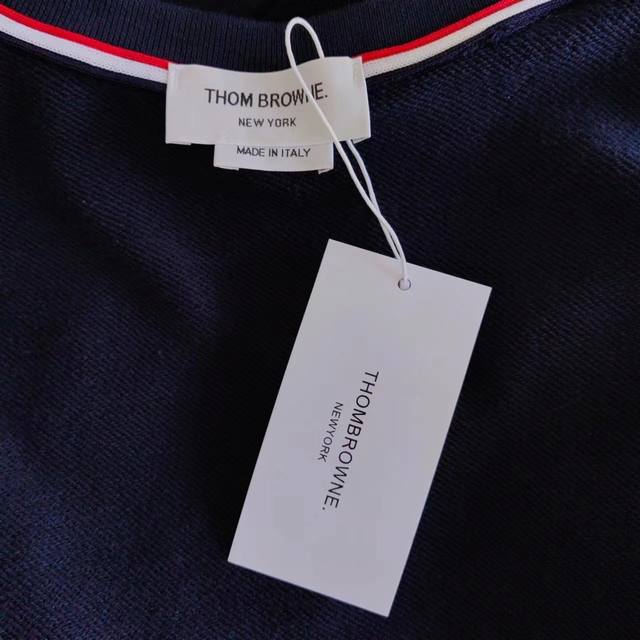 THOM BROWNE.
NEW YORK
MADE IN ITALY
THOMBROWNE.
NEWYORK